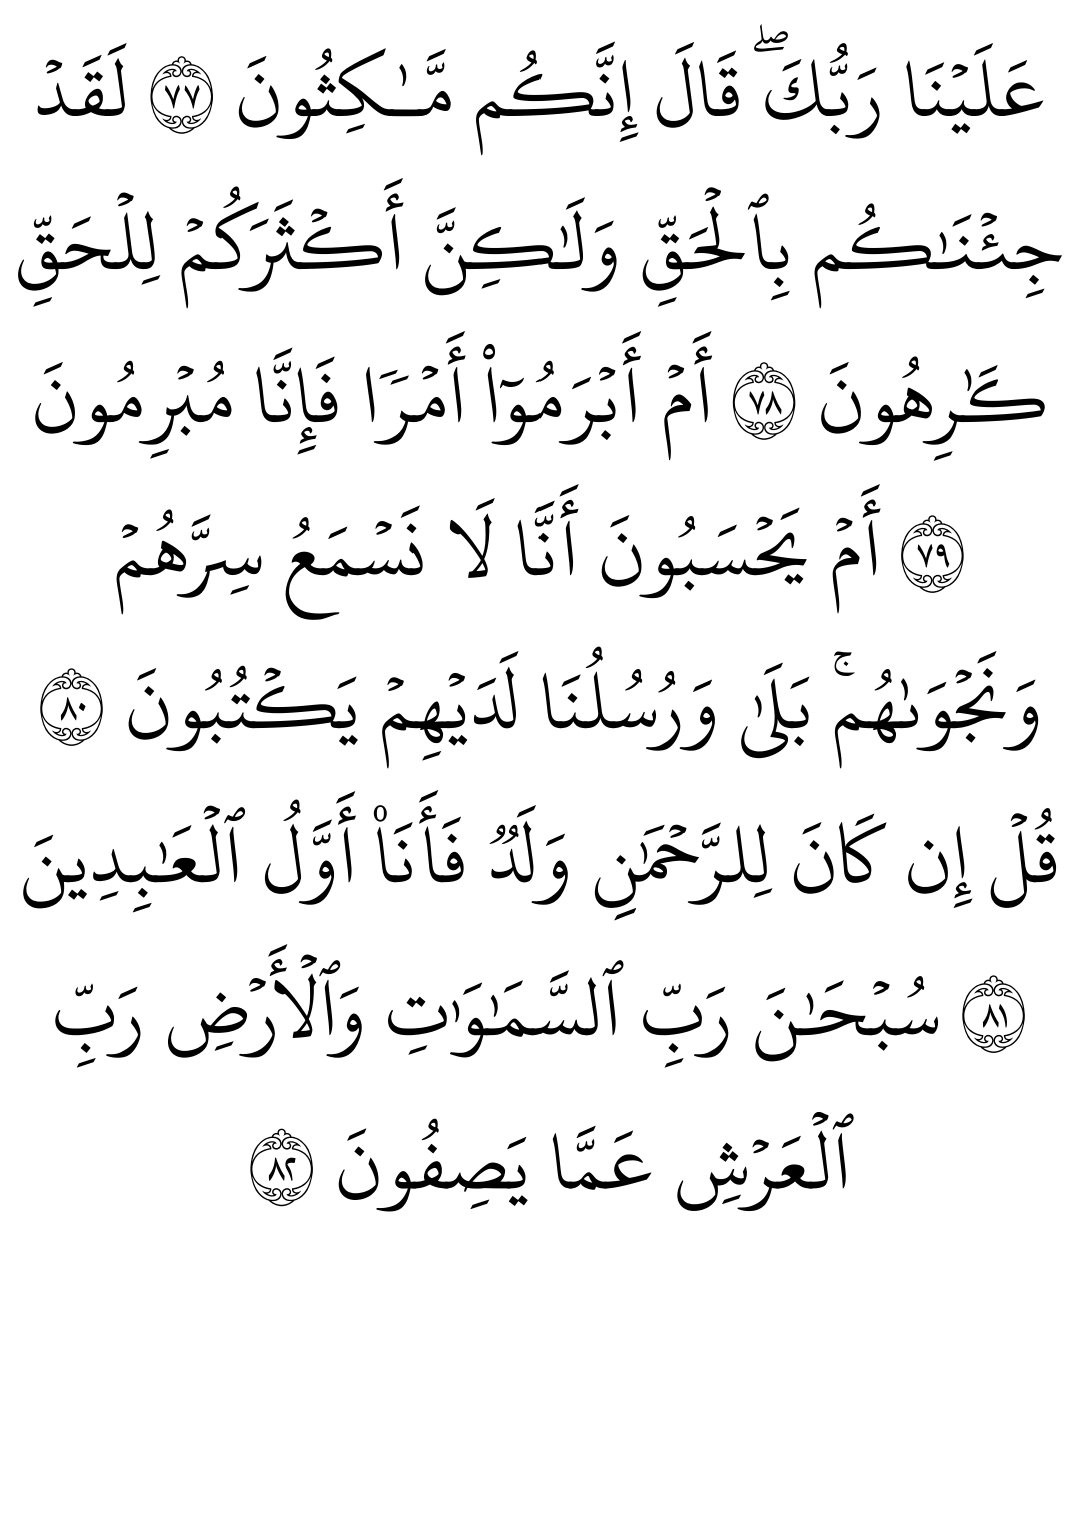 عَلَيۡنَا رَبُّكَۖ قَالَ إِنَّكُم مَّـٰكِثُونَ ٧٧ لَقَدۡ
جِئۡنَـٰكُم بِٱلۡحَقِّ وَلَـٰكِنَّ أَكۡثَرَكُمۡ لِلۡحَقِّ
كَـٰرِهُونَ ٧٨ أَمۡ أَبۡرَمُوٓا۟ أَمۡرࣰا فَإِنَّا مُبۡرِمُونَ
٧٩ أَمۡ يَحۡسَبُونَ أَنَّا لَا نَسۡمَعُ سِرَّهُمۡ
وَنَجۡوَىٰهُمۚ بَلَىٰ وَرُسُلُنَا لَدَيۡهِمۡ يَكۡتُبُونَ ٨٠
قُلۡ إِن كَانَ لِلرَّحۡمَـٰنِ وَلَدࣱ فَأَنَا۠ أَوَّلُ ٱلۡعَـٰبِدِينَ
٨١ سُبۡحَـٰنَ رَبِّ ٱلسَّمَـٰوَٰتِ وَٱلۡأَرۡضِ رَبِّ
ٱلۡعَرۡشِ عَمَّا يَصِفُونَ ٨٢